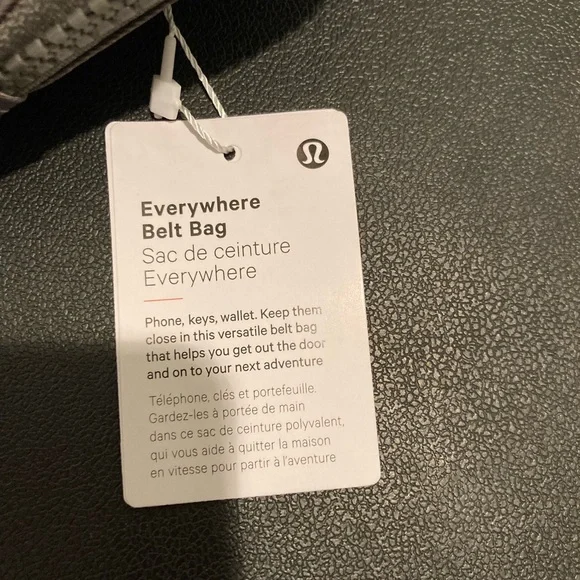 Everywhere
Belt Bag
Sac de ceinture
Everywhere
Phone, keys, wallet. Keep them
close in this versatile belt bag
that helps you get out the door
and on to your next adventure
Téléphone, clés et portefeuille.
Gardez-les à portée de main
dans ce sac de ceinture polyvalent,
qui vous aide à quitter la maison
en vitesse pour partir à l'aventure